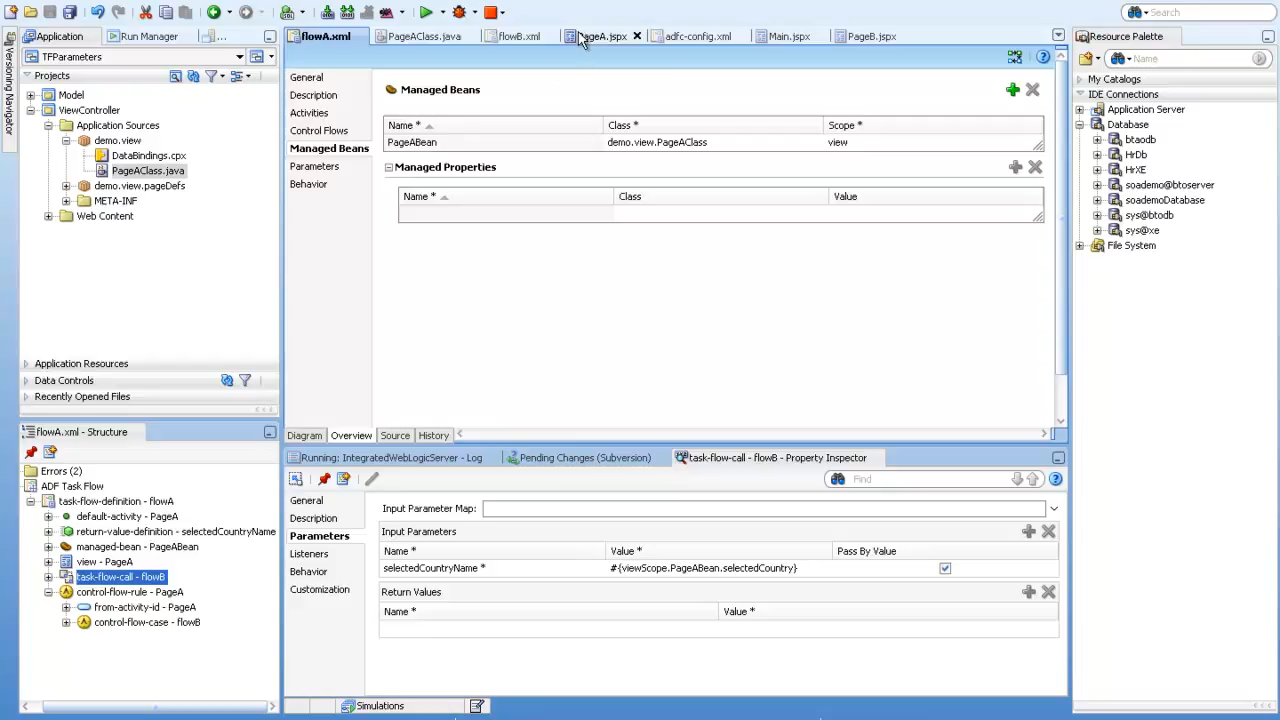 Search
Application
Run Manager
...
flowA.xml
PageAClass.java
flowB.xml
PageA.jspx
adfc-config.xml
Main.jspx
PageB.jspx
Resource Palette
Versioning Navigator
TFParameters
Projects
Model
ViewController
Application Sources
demo.view
DataBindings.cpx
PageAClass.java
demo.view.pageDefs
META-INF
Web Content
Application Resources
Data Controls
Recently Opened Files
General
Description
Activities
Control Flows
Managed Beans
Parameters
Behavior
Managed Beans
Name * Class * Scope *
PageABean demo.view.PageAClass view
Managed Properties
Name * Class Value
Diagram Overview Source History
Name
My Catalogs
IDE Connections
Application Server
Database
btaodb
HrDb
HrXE
soademo@btoserver
soademoDatabase
sys@btodb
sys@xe
File System
flowA.xml - Structure
Errors (2)
ADF Task Flow
task-flow-definition - flowA
default-activity - PageA
return-value-definition - selectedCountryName
managed-bean - PageABean
view - PageA
task-flow-call - flowB
control-flow-rule - PageA
from-activity-id - PageA
control-flow-case - flowB
Running: IntegratedWebLogicServer - Log
Pending Changes (Subversion)
task-flow-call - flowB - Property Inspector
Find
General
Description
Parameters
Listeners
Behavior
Customization
Input Parameter Map:
Input Parameters
Name * Value * Pass By Value
selectedCountryName * #{viewScope.PageABean.selectedCountry}
Return Values
Name * Value *
Simulations